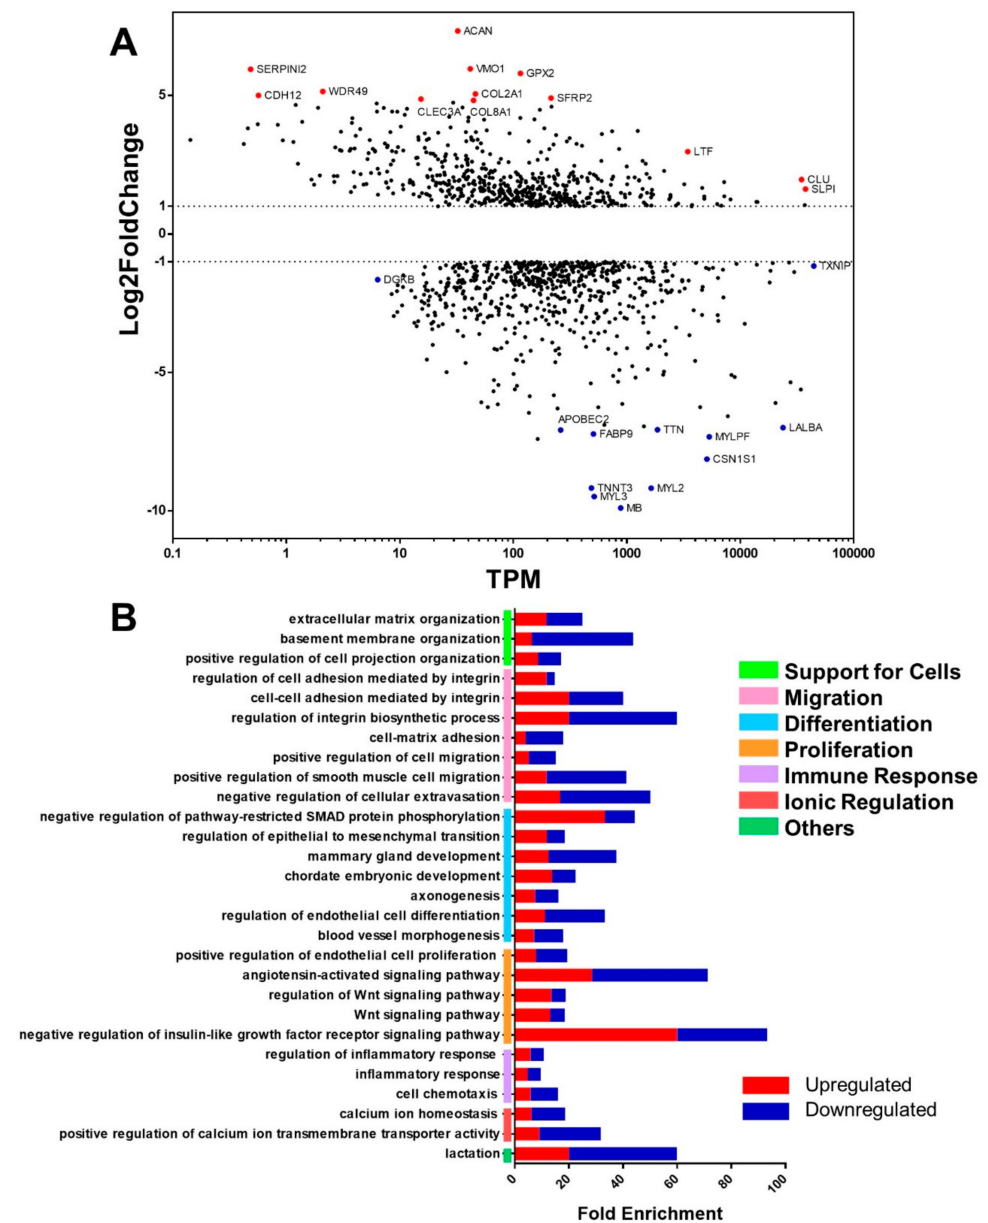 A
ACAN
SERPINI2
VMO1
GPX2
CDH12
WDR49
COL2A1
SFRP2
CLEC3A
COL8A1
LTF
CLU
SLPI
TXNIP
DGKB
APOBEC2
FABP9
TTN
MYLPF
LALBA
CSN1S1
TNNT3
MYL2
MYL3
MB
Log2FoldChange
5
1
0
-1
-5
-10
0.1 1 10 100 1000 10000 100000
TPM
B
extracellular matrix organization
basement membrane organization
positive regulation of cell projection organization
regulation of cell adhesion mediated by integrin
cell-cell adhesion mediated by integrin
regulation of integrin biosynthetic process
cell-matrix adhesion
positive regulation of cell migration
positive regulation of smooth muscle cell migration
negative regulation of cellular extravasation
negative regulation of pathway-restricted SMAD protein phosphorylation
regulation of epithelial to mesenchymal transition
mammary gland development
chordate embryonic development
axonogenesis
regulation of endothelial cell differentiation
blood vessel morphogenesis
positive regulation of endothelial cell proliferation
angiotensin-activated signaling pathway
regulation of Wnt signaling pathway
Wnt signaling pathway
negative regulation of insulin-like growth factor receptor signaling pathway
regulation of inflammatory response
inflammatory response
cell chemotaxis
calcium ion homeostasis
positive regulation of calcium ion transmembrane transporter activity
lactation
Support for Cells
Migration
Differentiation
Proliferation
Immune Response
Ionic Regulation
Others
Upregulated
Downregulated
0 20 40 60 80 100
Fold Enrichment